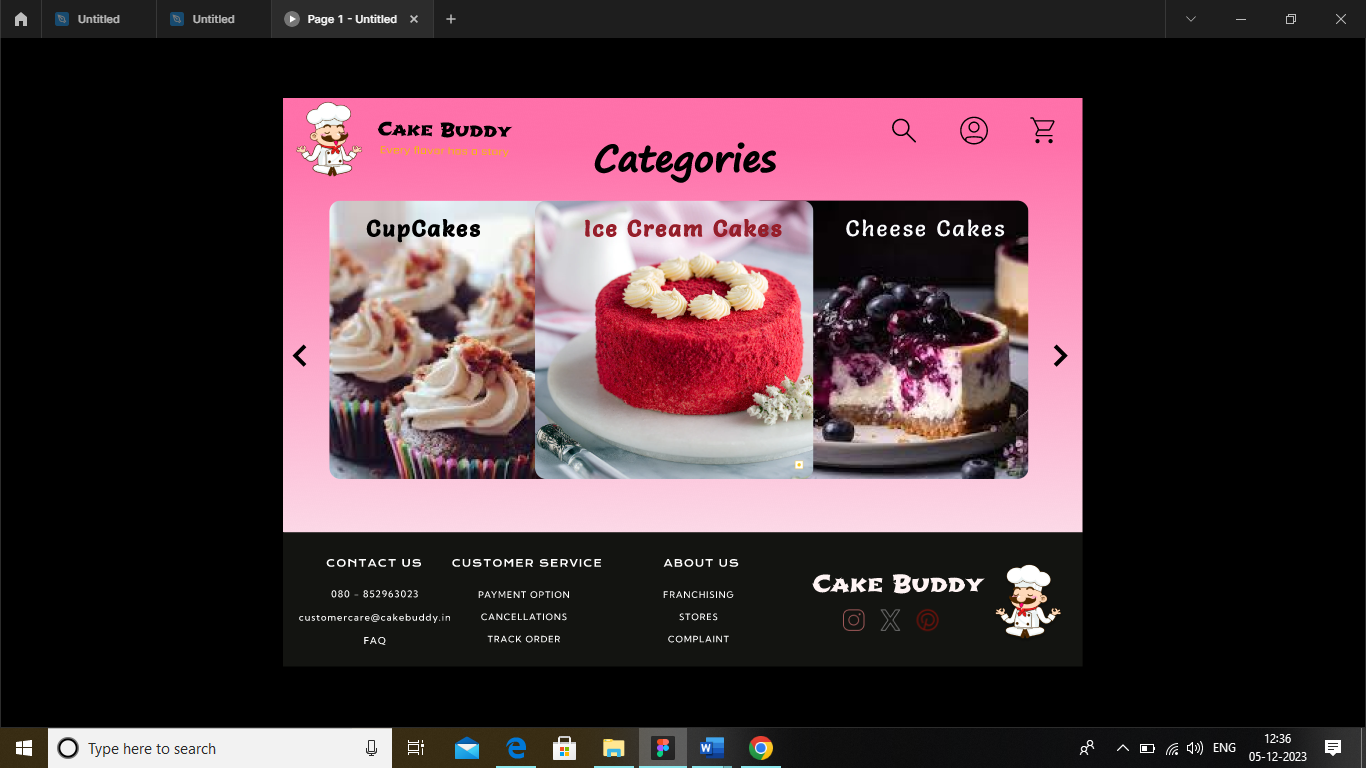 Untitled
Untitled
Page 1 - Untitled
Cake Buddy
Every flavor has a story
Categories
CupCakes
Ice Cream Cakes
Cheese Cakes
CONTACT US
080 - 852963023
customercare@cakebuddy.in
FAQ
CUSTOMER SERVICE
PAYMENT OPTION
CANCELLATIONS
TRACK ORDER
ABOUT US
FRANCHISING
STORES
COMPLAINT
Cake Buddy
Type here to search
ENG
12:36
05-12-2023